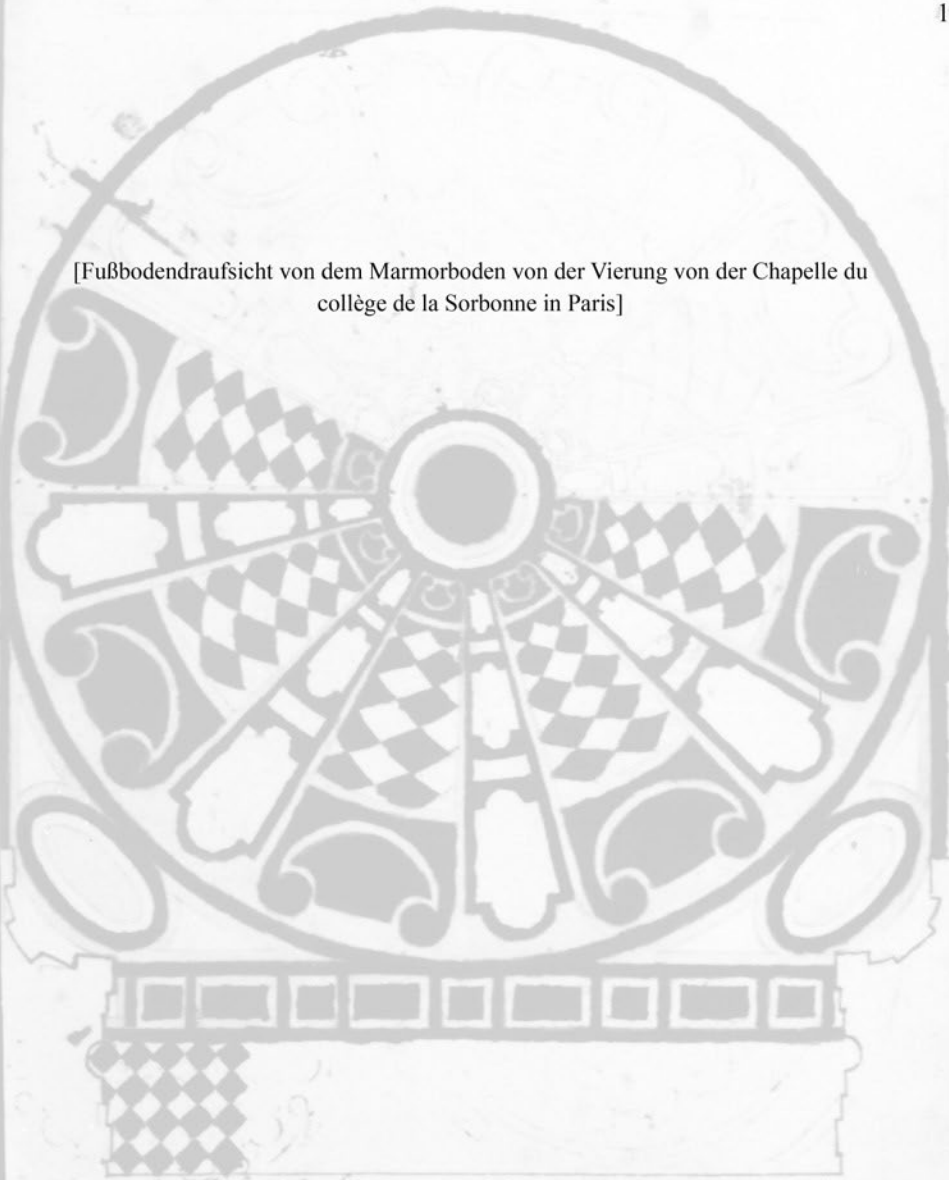 1
[Fußbodendraufsicht von dem Marmorboden von der Vierung von der Chapelle du
collège de la Sorbonne in Paris]